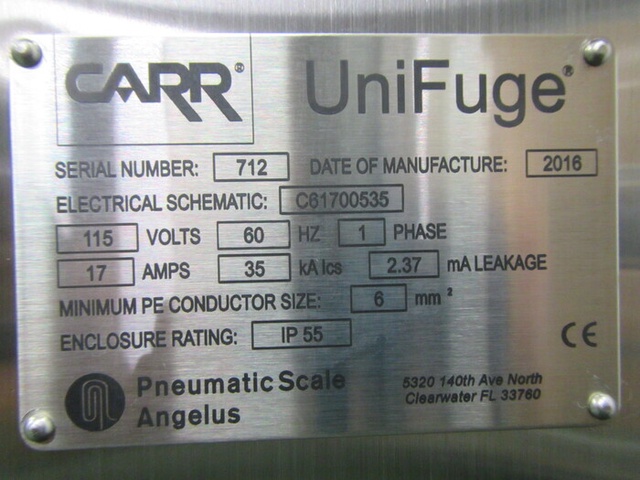 CARR® UniFuge®
SERIAL NUMBER: 712 DATE OF MANUFACTURE: 2016
ELECTRICAL SCHEMATIC: C61700535
115 VOLTS 60 HZ 1 PHASE
17 AMPS 35 kA Ics 2.37 mA LEAKAGE
MINIMUM PE CONDUCTOR SIZE: 6 mm ²
ENCLOSURE RATING: IP 55 CE
Pneumatic Scale 5320 140th Ave North
Angelus Clearwater FL 33760